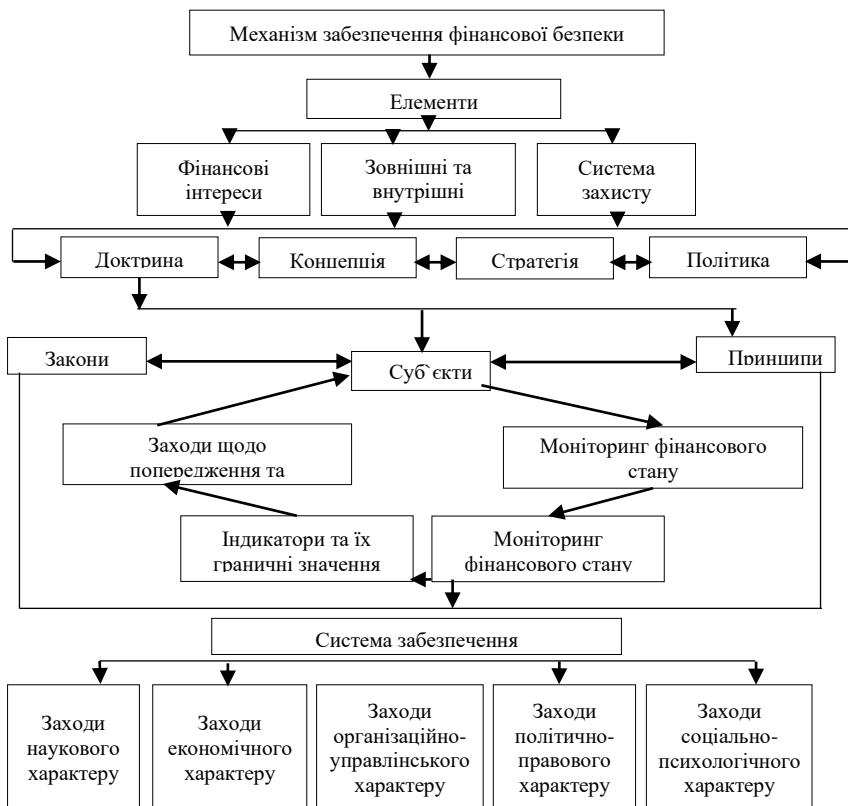 Механізм забезпечення фінансової безпеки
Елементи
Фінансові
інтереси
Зовнішні та
внутрішні
Система
захисту
Доктрина
Концепція
Стратегія
Політика
Закони
Суб`єкти
Принципи
Заходи щодо
попередження та
Моніторинг фінансового
стану
Індикатори та їх
граничні значення
Моніторинг
фінансового стану
Система забезпечення
Заходи
наукового
характеру
Заходи
економічного
характеру
Заходи
організаційно-
управлінського
характеру
Заходи
політично-
правового
характеру
Заходи
соціально-
психологічного
характеру